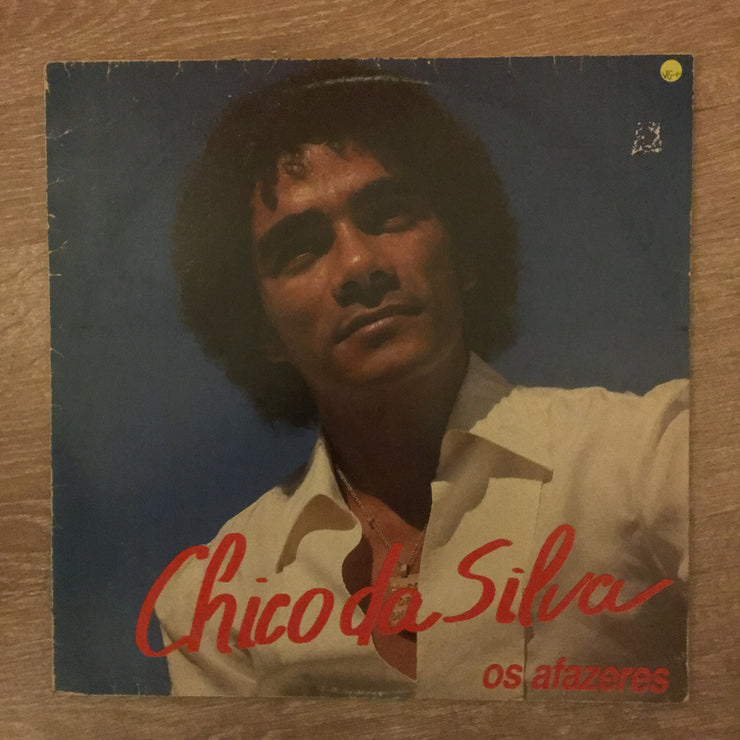 Chico da Silva
os afazeres